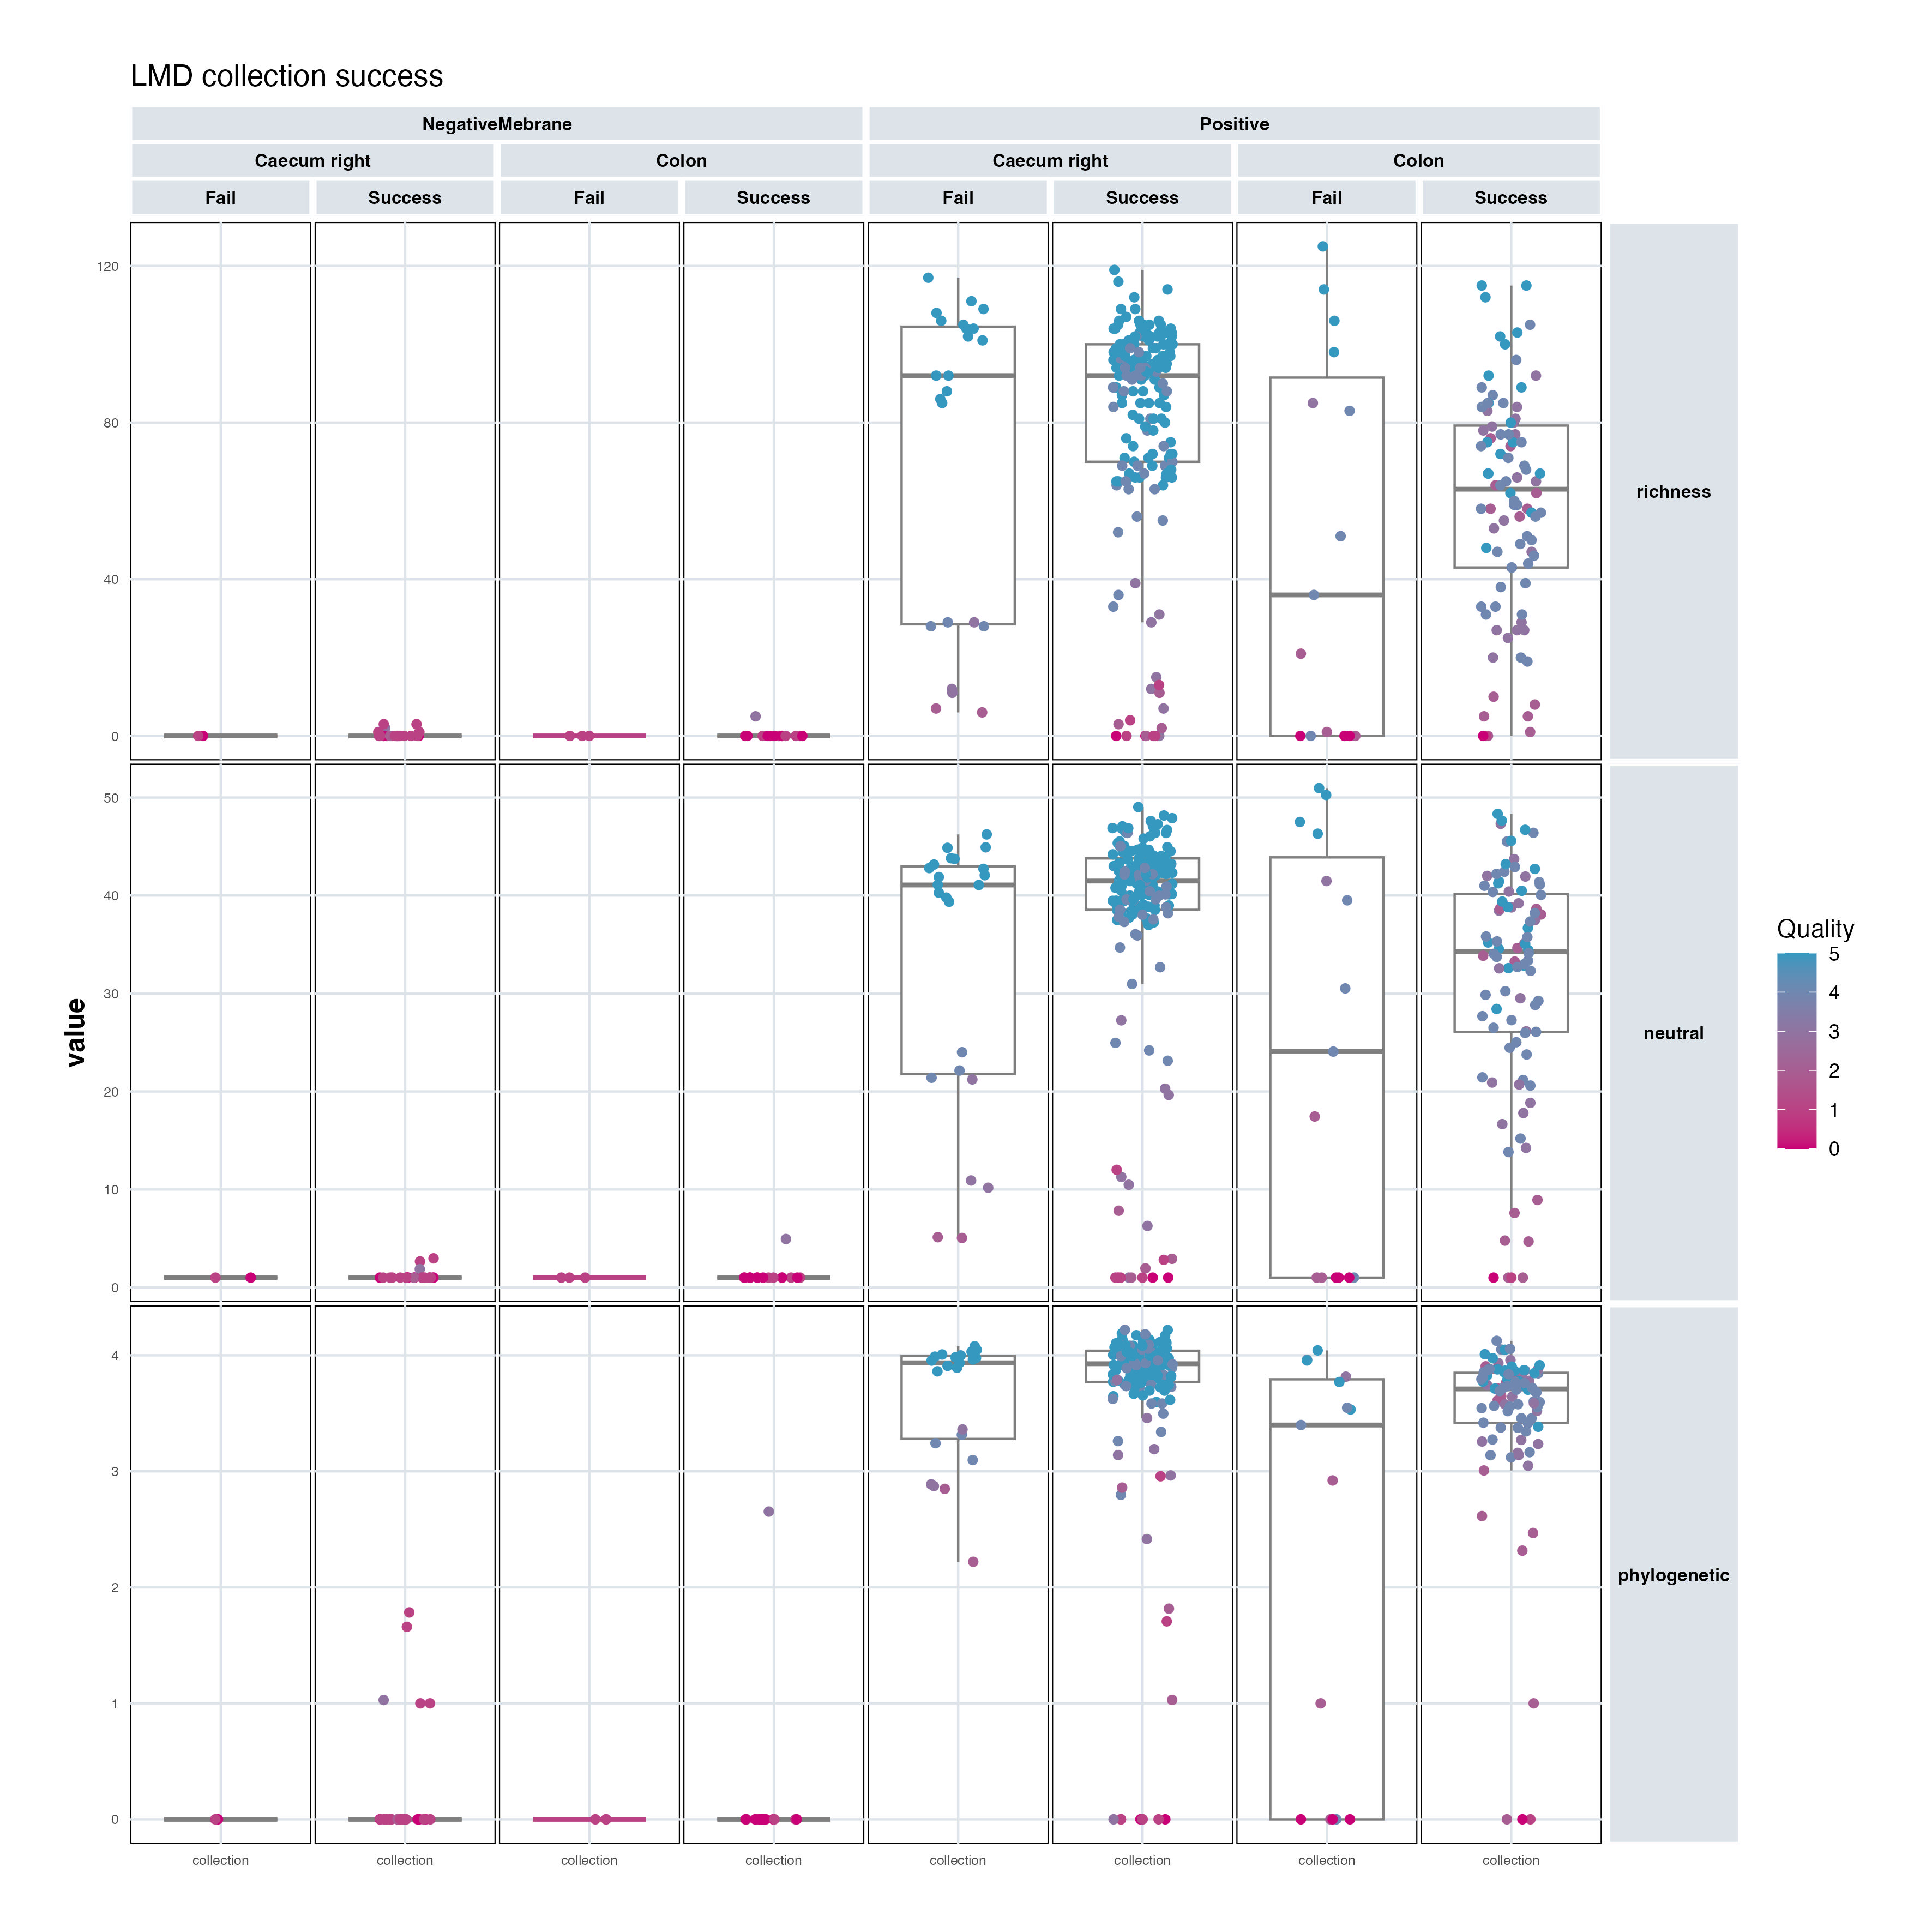 LMD collection success
NegativeMebrane Positive
Caecum right Colon Caecum right Colon
Fail Success Fail Success Fail Success Fail Success
120
80
40
0
richness
50
40
30
20
10
0
neutral
4
3
2
1
0
phylogenetic
value
collection collection collection collection collection collection collection collection
Quality
5
4
3
2
1
0